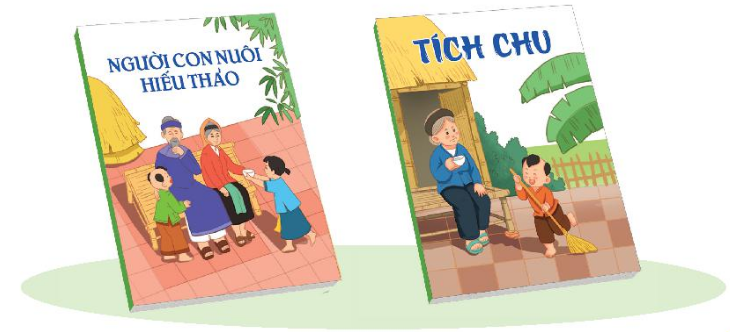 NGƯỜI CON NUÔI
HIẾU THẢO
TÍCH CHU